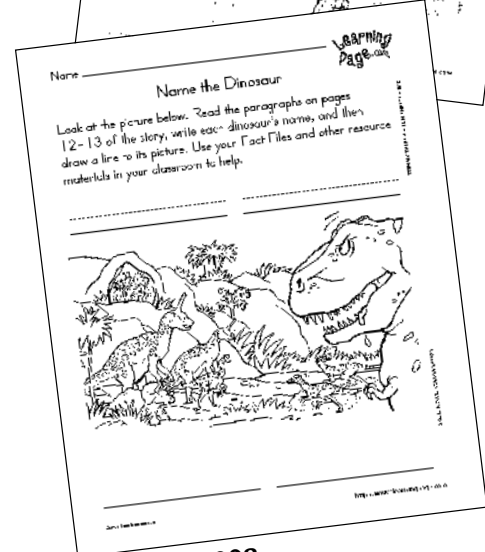 Learning
Page.com
Name
Name the Dinosaur
Look at the picture below. Read the paragraphs on pages
12-13 of the story, write each dinosaur's name, and then
draw a line to its picture. Use your Fact Files and other resource
materials in your classroom to help.